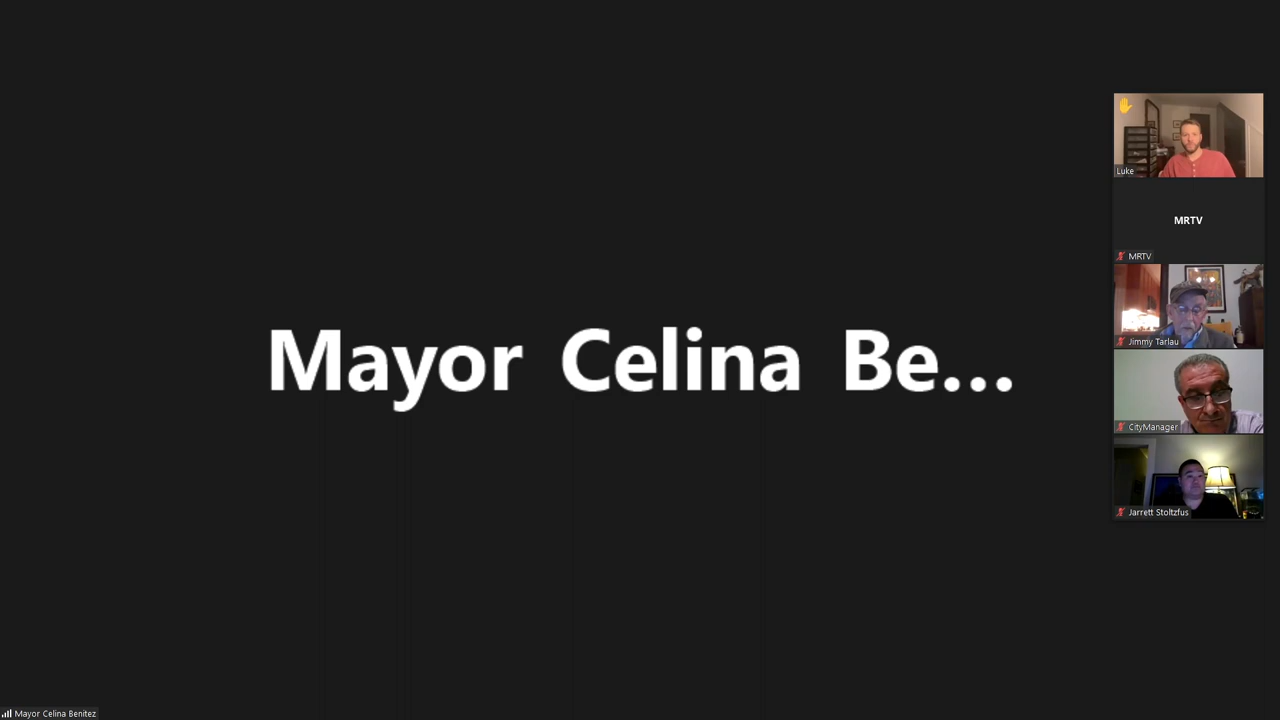 Luke
MRTV
MRTV
Jimmy Tarlau
Mayor Celina Be...
CityManager
Jarrett Stoltzfus
Mayor Celina Benitez